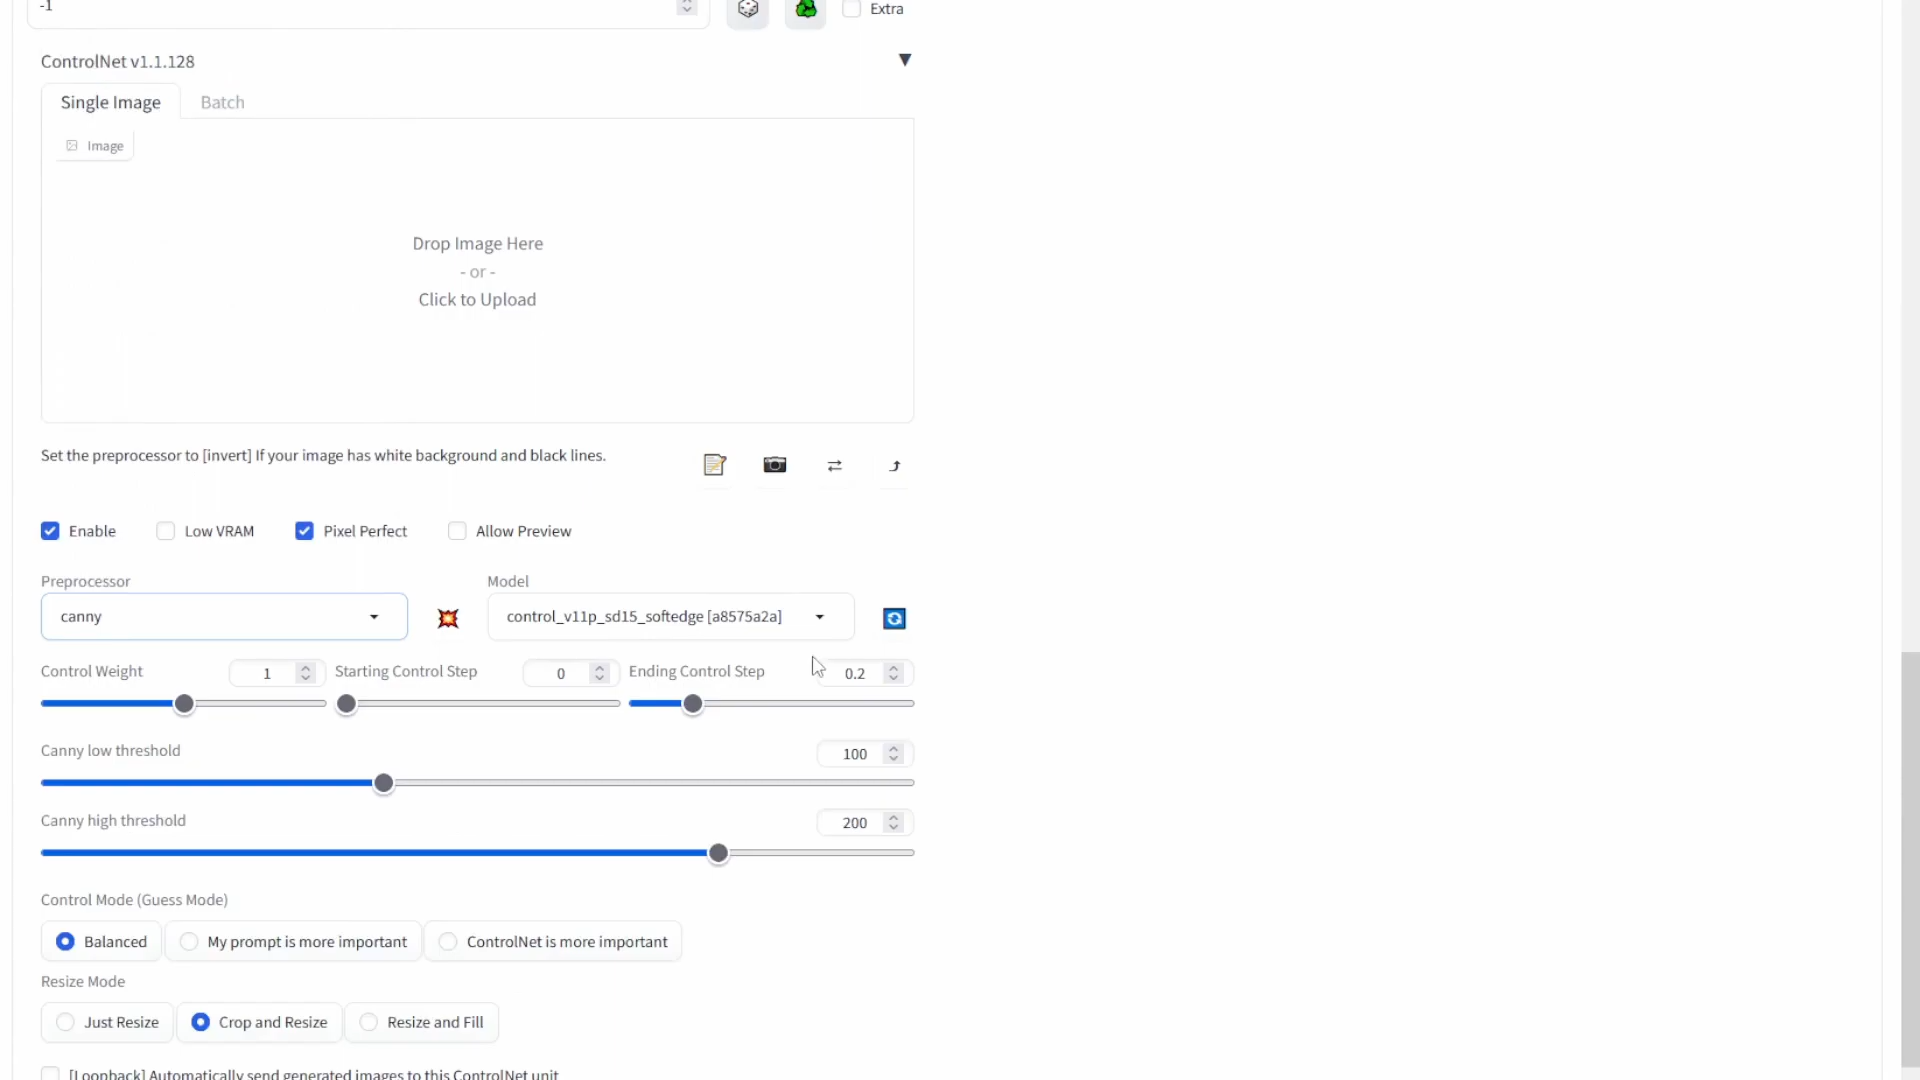 -1
Extra
ControlNet v1.1.128
Single Image Batch
Image
Drop Image Here
- or -
Click to Upload
Set the preprocessor to [invert] If your image has white background and black lines.
Enable Low VRAM Pixel Perfect Allow Preview
Preprocessor Model
canny control_v11p_sd15_softedge [a8575a2a]
Control Weight 1 Starting Control Step 0 Ending Control Step 0.2
Canny low threshold 100
Canny high threshold 200
Control Mode (Guess Mode)
Balanced My prompt is more important ControlNet is more important
Resize Mode
Just Resize Crop and Resize Resize and Fill
[Loopback] Automatically send generated images to this ControlNet unit